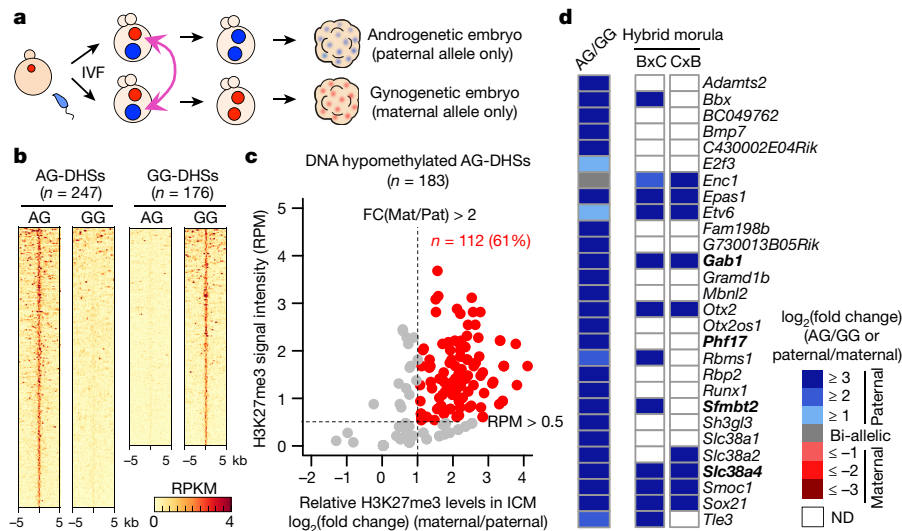 a
IVF
Androgenetic embryo
(paternal allele only)
Gynogenetic embryo
(maternal allele only)
b
AG-DHSs
(n = 247)
GG-DHSs
(n = 176)
AG GG AG GG
−5 5 −5 5 kb
−5 5 −5 5 kb
RPKM
0 4
c
DNA hypomethylated AG-DHSs
(n = 183)
FC(Mat/Pat) > 2
n = 112 (61%)
RPM > 0.5
H3K27me3 signal intensity (RPM)
5
4
3
2
1
0
−2 −1 0 1 2 3 4
Relative H3K27me3 levels in ICM
log2(fold change) (maternal/paternal)
d
AG/GG
Hybrid morula
BxC CxB
Adamts2
Bbx
BC049762
Bmp7
C430002E04Rik
E2f3
Enc1
Epas1
Etv6
Fam198b
G730013B05Rik
Gab1
Gramd1b
Mbnl2
Otx2
Otx2os1
Phf17
Rbms1
Rbp2
Runx1
Sfmbt2
Sh3gl3
Slc38a1
Slc38a2
Slc38a4
Smoc1
Sox21
Tle3
log2(fold change)
(AG/GG or
paternal/maternal)
≥ 3
≥ 2
≥ 1
Paternal
Bi-allelic
≤ −1
≤ −2
≤ −3
Maternal
ND